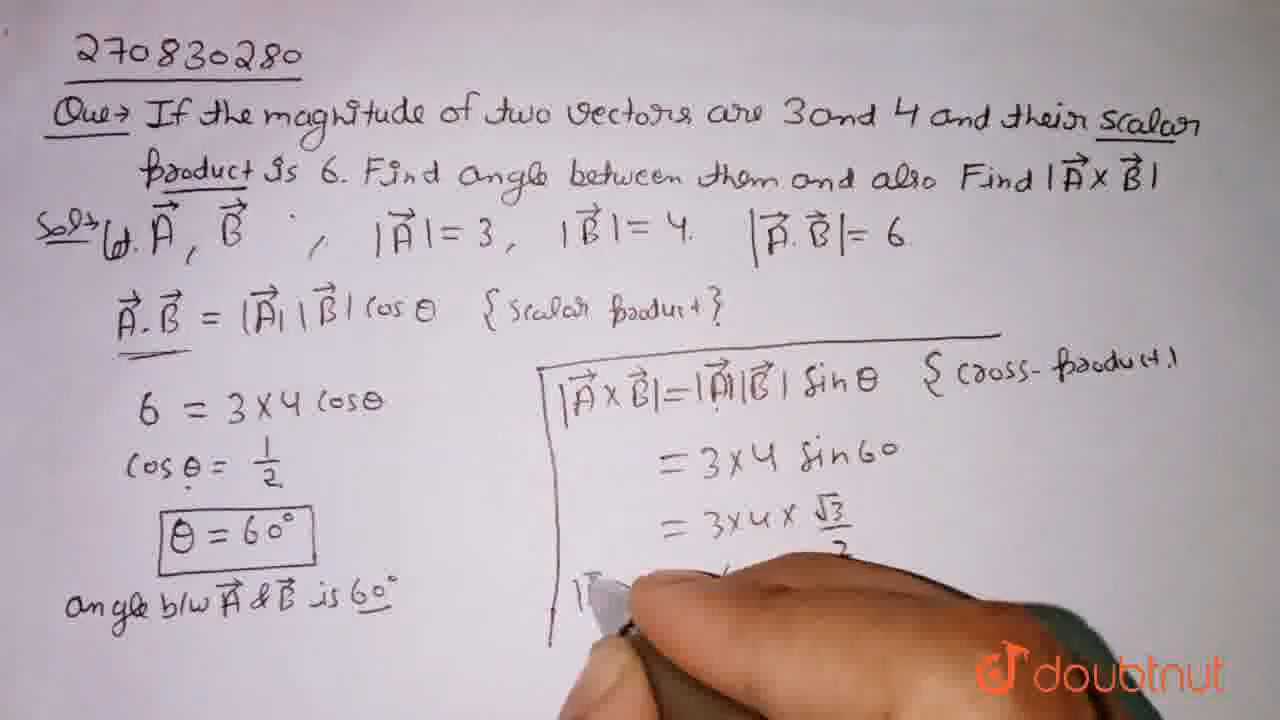 270830280
Que→ If the magnitude of two vectors are 3 and 4 and their scalar
product is 6. Find angle between them and also Find |A⃗ × B⃗|
Sol→ let. A⃗, B⃗ , |A⃗| = 3, |B⃗| = 4. |A⃗. B⃗| = 6.
A⃗. B⃗ = |A⃗| |B⃗| cos θ {scalar product}
6 = 3 × 4 cosθ
cos θ = 1/2
θ = 60°
angle b/w A⃗ & B⃗ is 60°
|A⃗ × B⃗| = |A⃗||B⃗| sin θ {cross-product}
= 3 × 4 sin 60
= 3 × 4 × √3/2
doubtnut